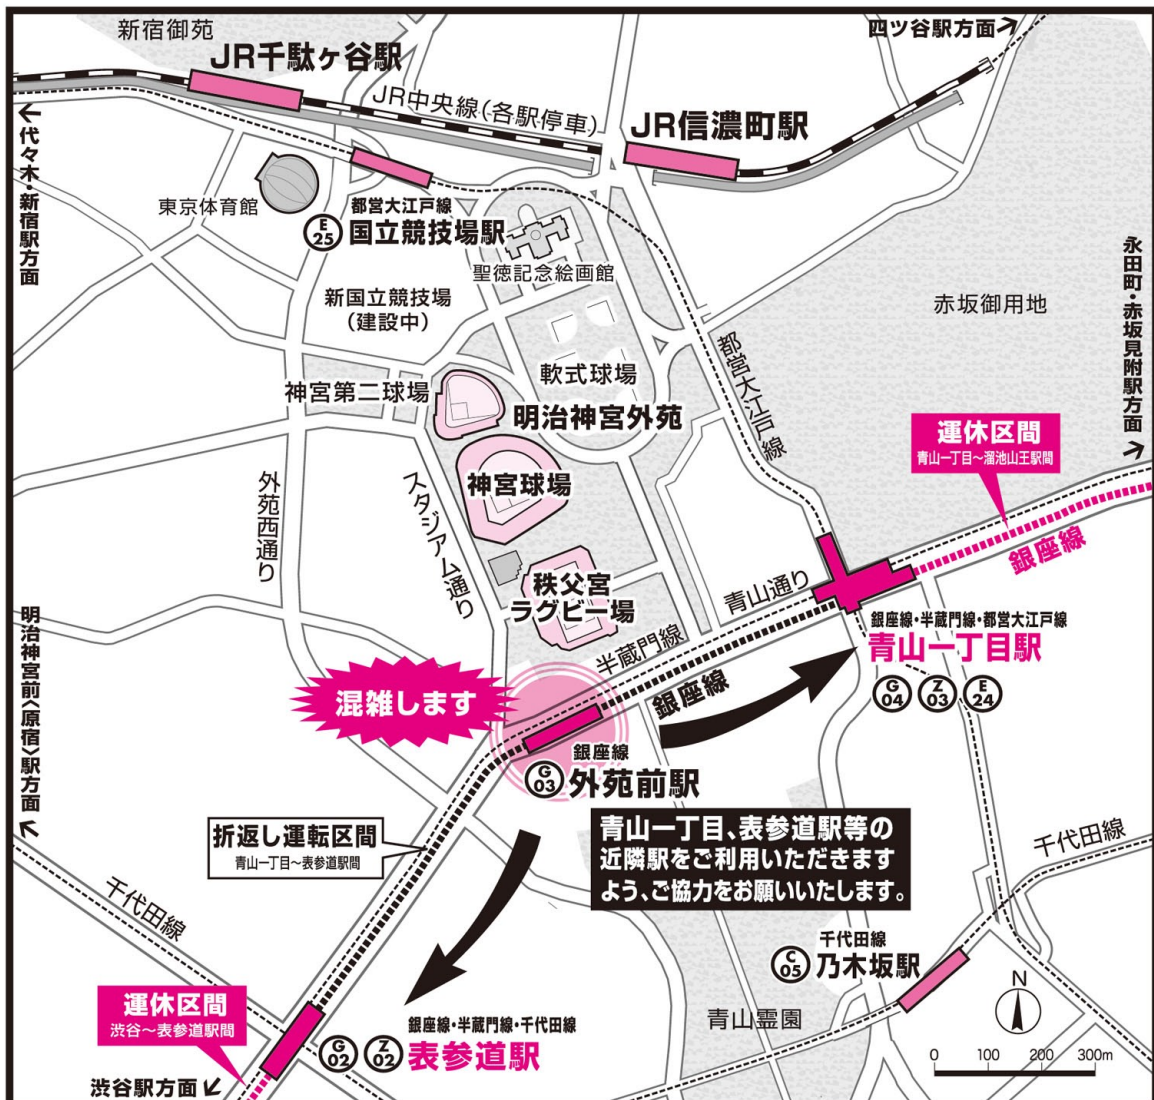 新宿御苑
四ツ谷駅方面↗
JR千駄ヶ谷駅
JR中央線(各駅停車)
JR信濃町駅
←代々木・新宿駅方面
東京体育館
都営大江戸線
E
25
国立競技場駅
聖徳記念絵画館
新国立競技場
(建設中)
赤坂御用地
永田町・赤坂見附駅方面→
都営大江戸線
軟式球場
神宮第二球場
明治神宮外苑
運休区間
青山一丁目〜溜池山王駅間
銀座線
神宮球場
外苑西通り
スタジアム通り
秩父宮
ラグビー場
青山通り
半蔵門線
銀座線
銀座線・半蔵門線・都営大江戸線
青山一丁目駅
G
04
Z
03
E
24
明治神宮前〈原宿〉駅方面←
混雑します
銀座線
G
03
外苑前駅
折返し運転区間
青山一丁目〜表参道駅間
青山一丁目、表参道駅等の
近隣駅をご利用いただきます
よう、ご協力をお願いいたします。
千代田線
千代田線
千代田線
C
05
乃木坂駅
運休区間
渋谷〜表参道駅間
銀座線・半蔵門線・千代田線
G
02
Z
02
表参道駅
青山霊園
N
0 100 200 300m
渋谷駅方面↙